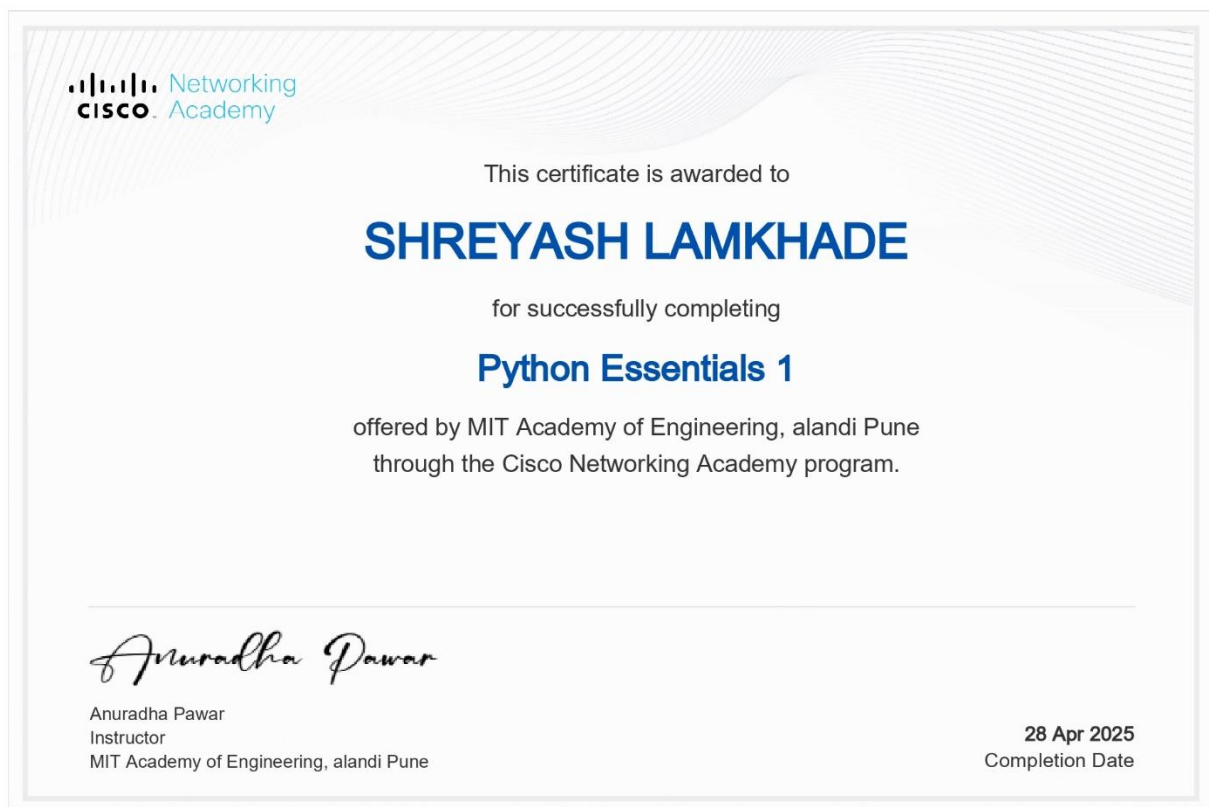 Networking
CISCO Academy
This certificate is awarded to
SHREYASH LAMKHADE
for successfully completing
Python Essentials 1
offered by MIT Academy of Engineering, alandi Pune
through the Cisco Networking Academy program.
Anuradha Pawar
Anuradha Pawar
Instructor
MIT Academy of Engineering, alandi Pune
28 Apr 2025
Completion Date